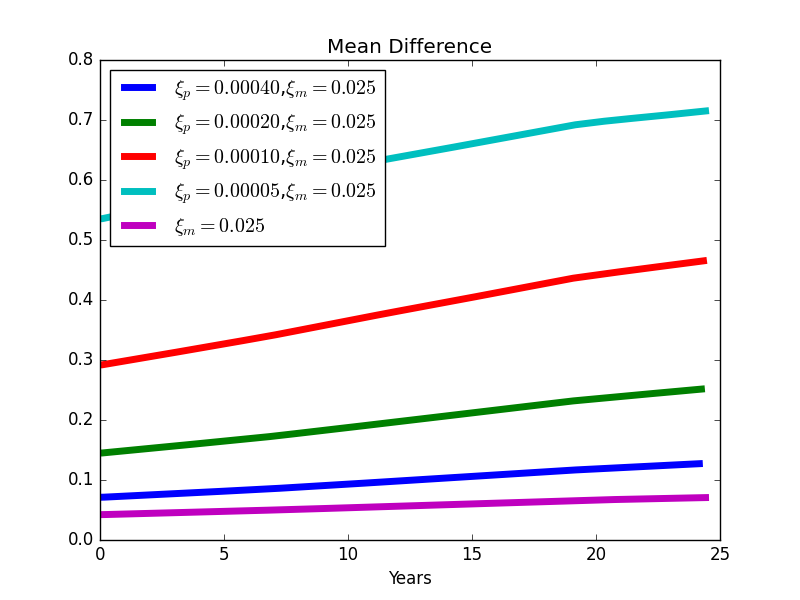 Mean Difference
0.8
0.7
0.6
0.5
0.4
0.3
0.2
0.1
0.0
ξₚ = 0.00040,ξₘ = 0.025
ξₚ = 0.00020,ξₘ = 0.025
ξₚ = 0.00010,ξₘ = 0.025
ξₚ = 0.00005,ξₘ = 0.025
ξₘ = 0.025
0 5 10 15 20 25
Years